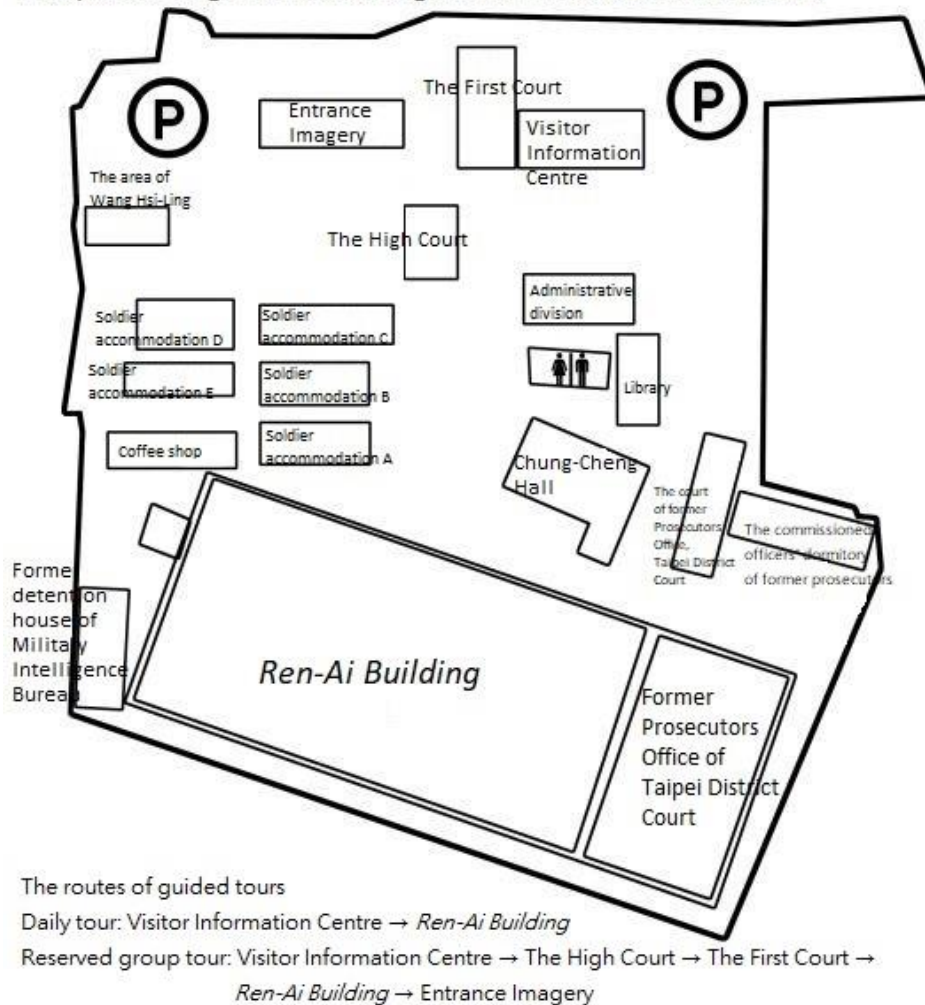 P
P
The First Court
Entrance
Imagery
Visitor
Information
Centre
The area of
Wang Hsi-Ling
The High Court
Administrative
division
Soldier
accommodation D
Soldier
accommodation C
Soldier
accommodation E
Soldier
accommodation B
Library
Coffee shop
Soldier
accommodation A
Chung-Cheng
Hall
The court
of former
Prosecutors
Office,
Taipei District
Court
The commissioned
officers' dormitory
of former prosecutors
Forme
detention
house of
Military
Intelligence
Bureau
Ren-Ai Building
Former
Prosecutors
Office of
Taipei District
Court
The routes of guided tours
Daily tour: Visitor Information Centre → Ren-Ai Building
Reserved group tour: Visitor Information Centre → The High Court → The First Court →
Ren-Ai Building → Entrance Imagery